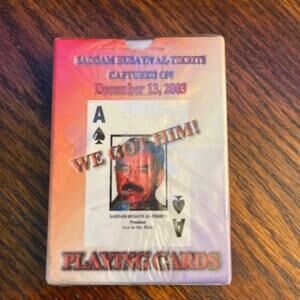 SADDAM HUSAYN AL-TIKRITI
CAPTURED ON
December 13, 2003
A
WE GOT HIM!
SADDAM HUSAYN AL-TIKRITI
President
Ace in the Hole
A
PLAYING CARDS